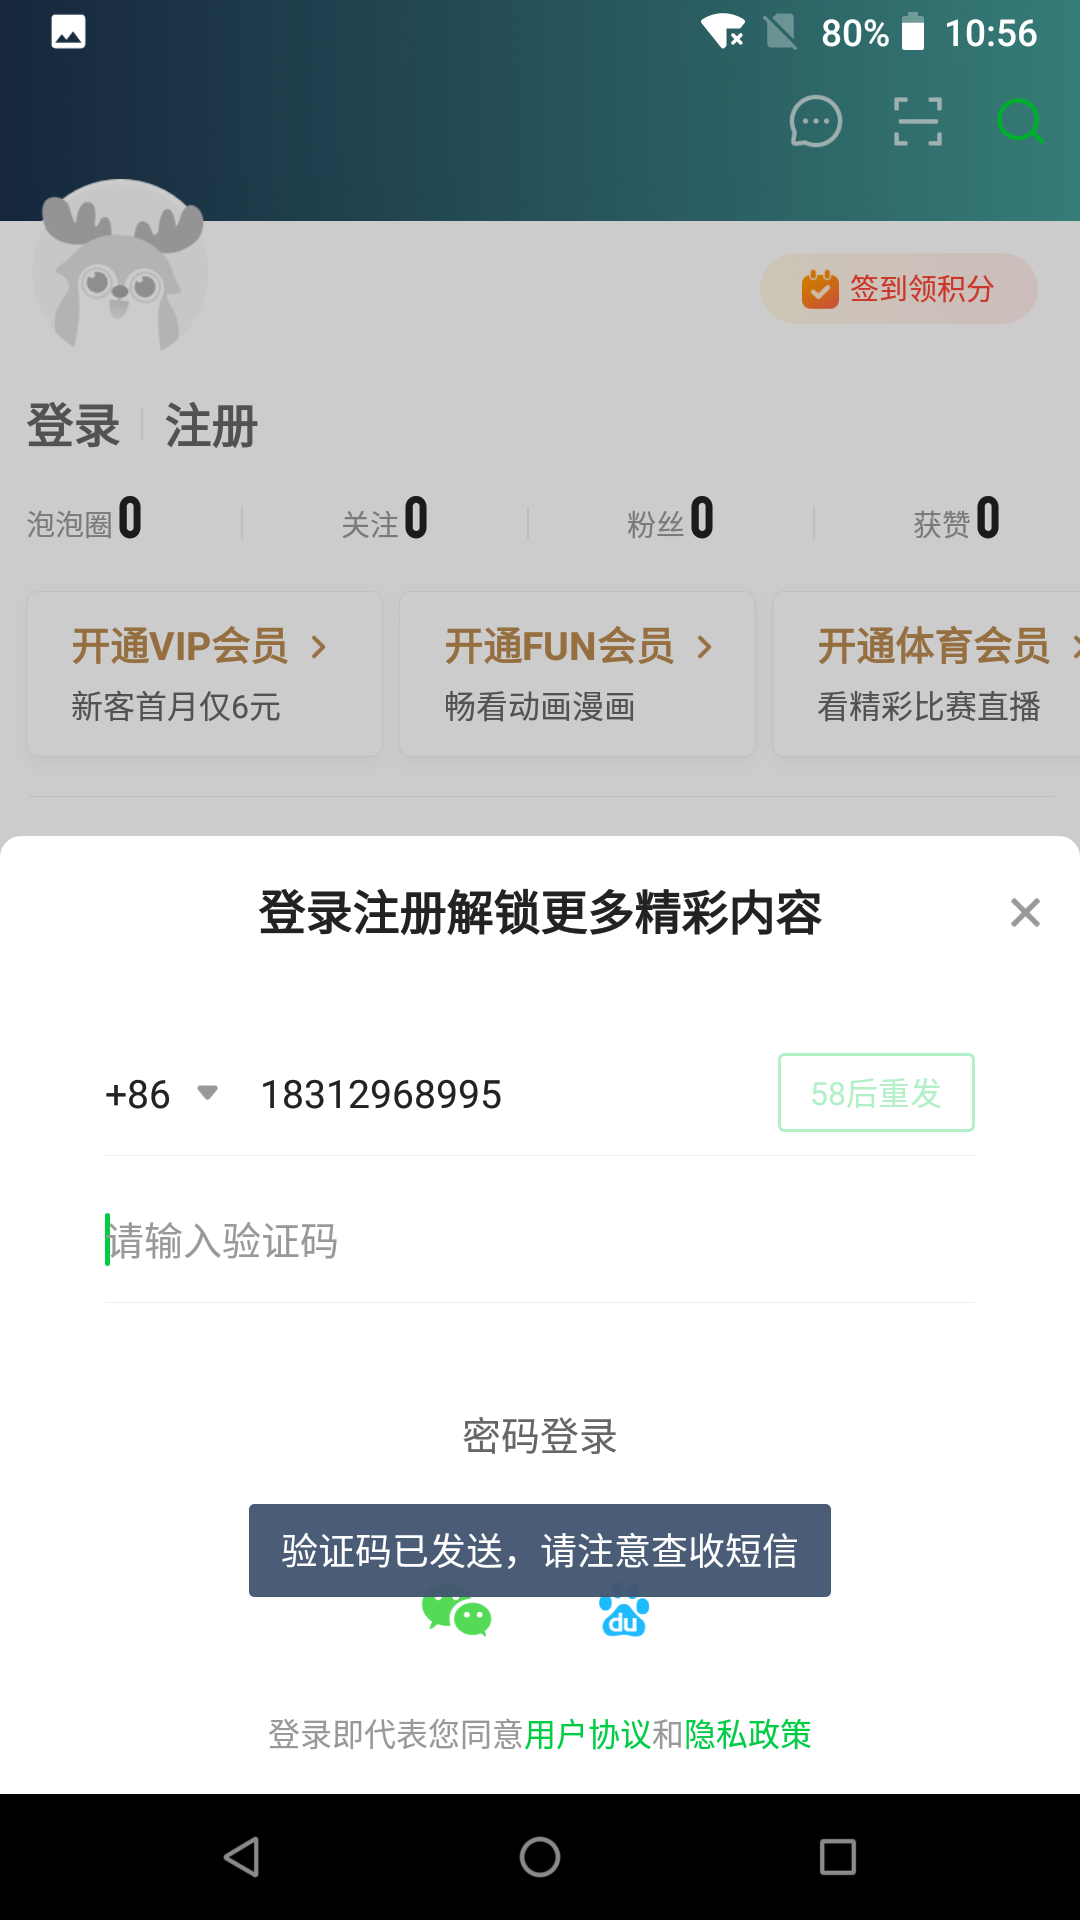 80% 10:56
签到领积分
登录 注册
泡泡圈0 关注0 粉丝0 获赞0
开通VIP会员 开通FUN会员 开通体育会员
新客首月仅6元 畅看动画漫画 看精彩比赛直播
登录注册解锁更多精彩内容
+86 18312968995 58后重发
请输入验证码
密码登录
验证码已发送，请注意查收短信
du
登录即代表您同意用户协议和隐私政策